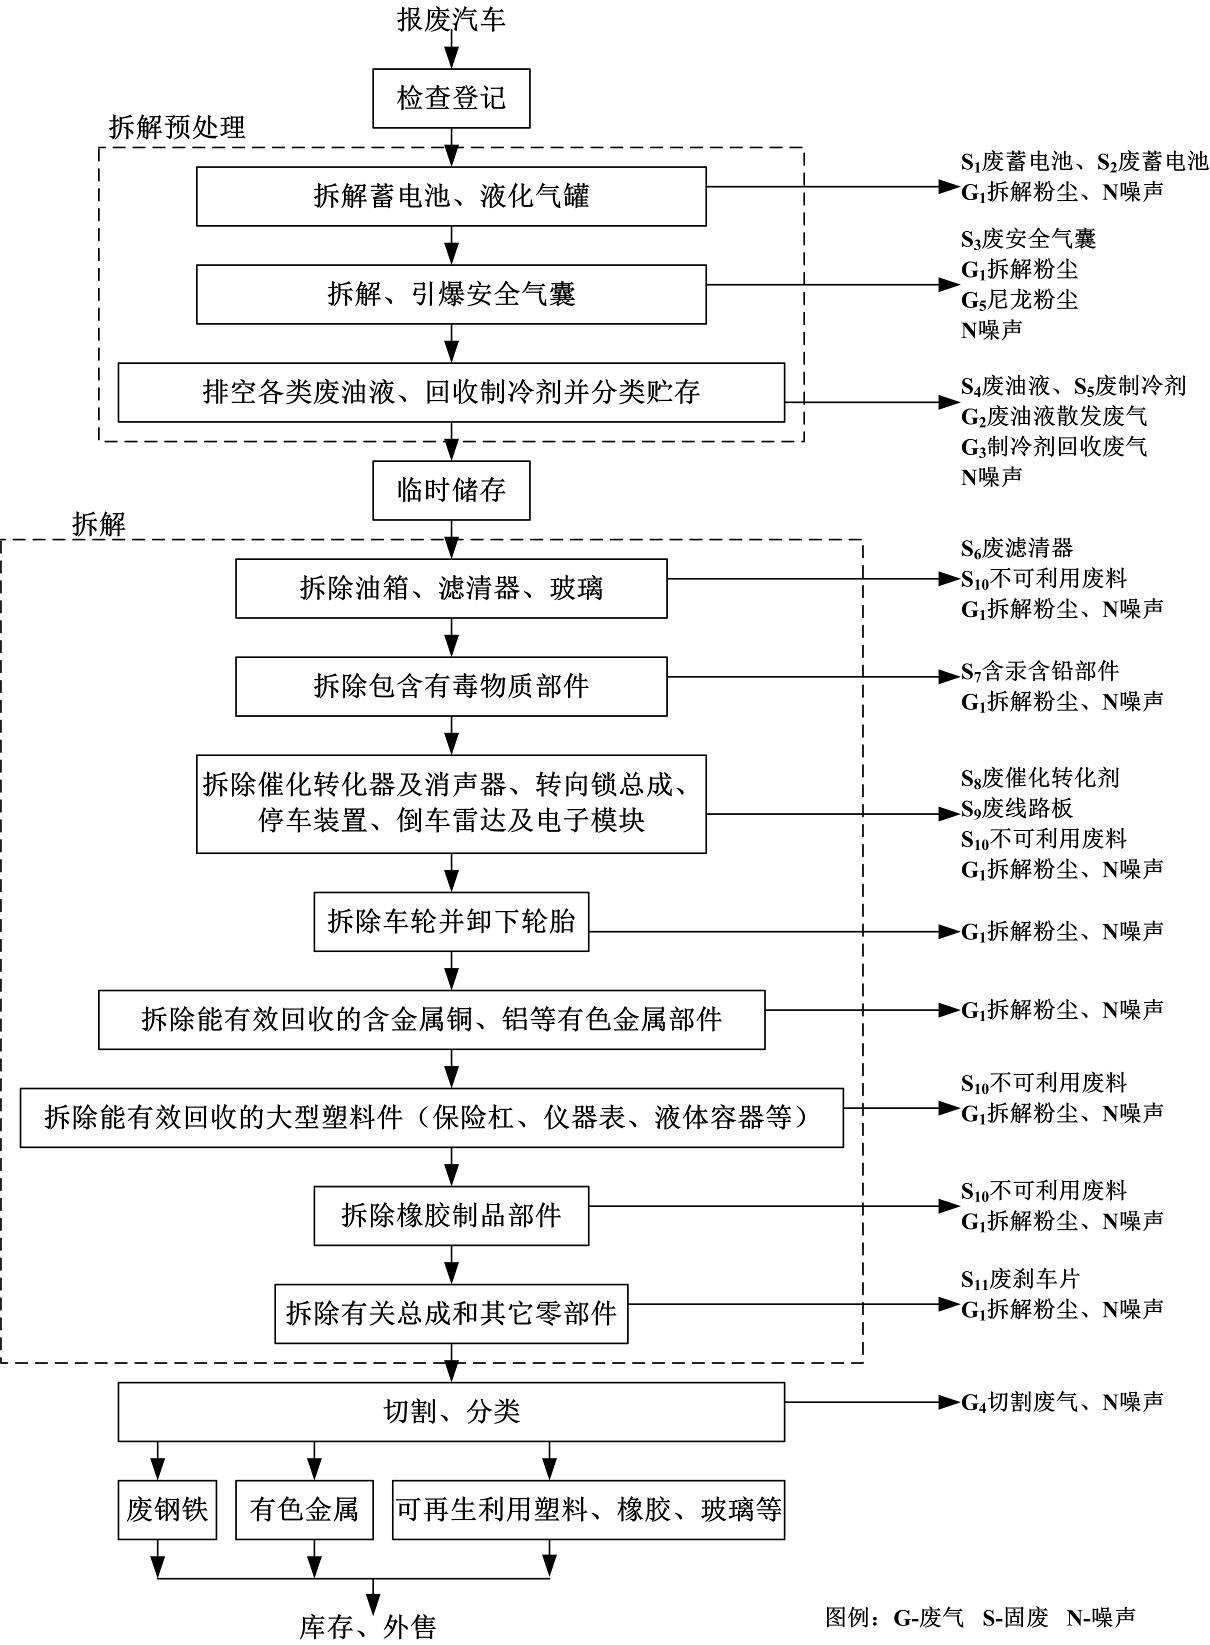 报废汽车
检查登记
拆解预处理
拆解蓄电池、液化气罐
S1废蓄电池、S2废蓄电池
G1拆解粉尘、N噪声
拆解、引爆安全气囊
S3废安全气囊
G1拆解粉尘
G5尼龙粉尘
N噪声
排空各类废油液、回收制冷剂并分类贮存
S4废油液、S5废制冷剂
G2废油液散发废气
G3制冷剂回收废气
N噪声
临时储存
拆解
拆除油箱、滤清器、玻璃
S6废滤清器
S10不可利用废料
G1拆解粉尘、N噪声
拆除包含有毒物质部件
S7含汞含铅部件
G1拆解粉尘、N噪声
拆除催化转化器及消声器、转向锁总成、
停车装置、倒车雷达及电子模块
S8废催化转化剂
S9废线路板
S10不可利用废料
G1拆解粉尘、N噪声
拆除车轮并卸下轮胎
G1拆解粉尘、N噪声
拆除能有效回收的含金属铜、铝等有色金属部件
G1拆解粉尘、N噪声
拆除能有效回收的大型塑料件（保险杠、仪器表、液体容器等）
S10不可利用废料
G1拆解粉尘、N噪声
拆除橡胶制品部件
S10不可利用废料
G1拆解粉尘、N噪声
拆除有关总成和其它零部件
S11废刹车片
G1拆解粉尘、N噪声
切割、分类
G4切割废气、N噪声
废钢铁
有色金属
可再生利用塑料、橡胶、玻璃等
库存、外售
图例：G-废气 S-固废 N-噪声